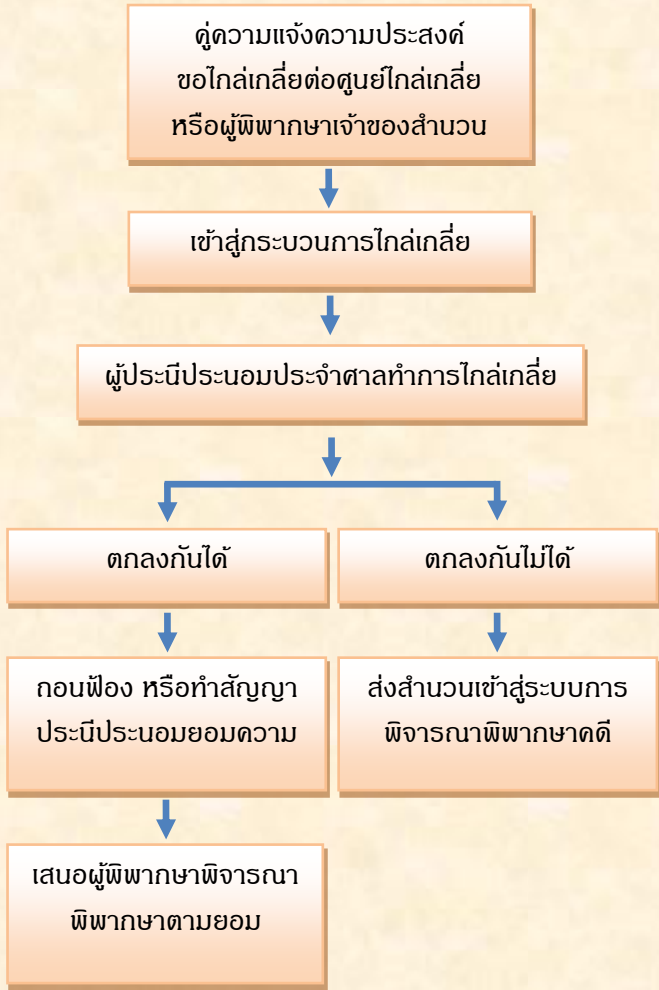 คู่ความแจ้งความประสงค์
ขอไกล่เกลี่ยต่อศูนย์ไกล่เกลี่ย
หรือผู้พิพากษาเจ้าของสำนวน
เข้าสู่กระบวนการไกล่เกลี่ย
ผู้ประนีประนอมประจำศาลทำการไกล่เกลี่ย
ตกลงกันได้
ตกลงกันไม่ได้
ถอนฟ้อง หรือทำสัญญา
ประนีประนอมยอมความ
ส่งสำนวนเข้าสู่ระบบการ
พิจารณาพิพากษาคดี
เสนอผู้พิพากษาพิจารณา
พิพากษาตามยอม